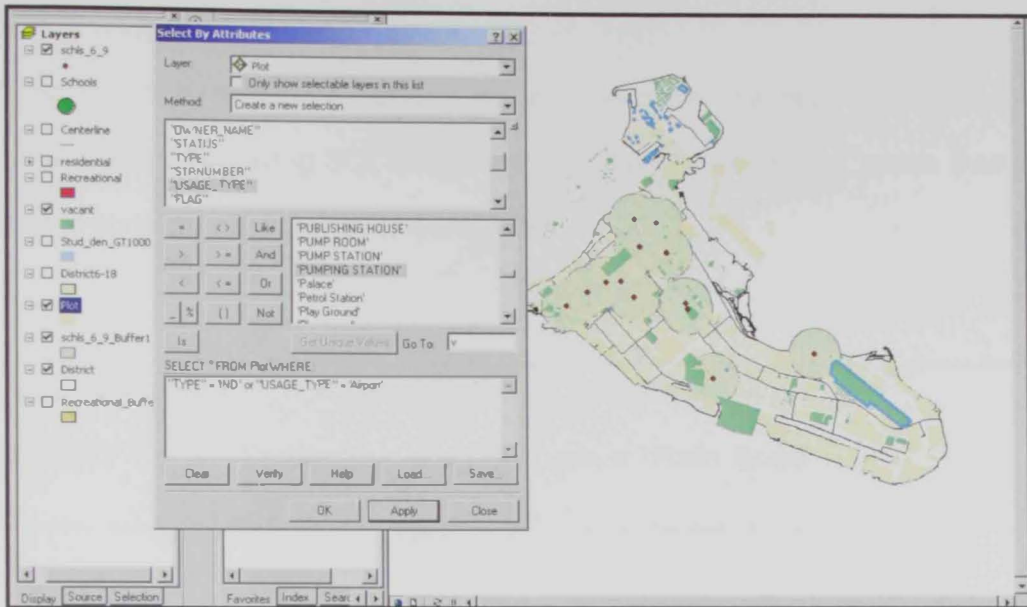 Layers
schls_6_9
Schools
Centerline
residential
Recreational
vacant
Stud_den_GT1000
District6-18
Plot
schls_6_9_Buffer1
District
Recreational_Buffe
Display Source Selection
Favorites Index Searc
Select By Attributes
Layer: Plot
Only show selectable layers in this list
Method: Create a new selection
"OWNER_NAME"
"STATUS"
"TYPE"
"STRNUMBER"
"USAGE_TYPE"
"FLAG"
= <> Like
> >= And
< <= Or
_ % () Not
Is
'PUBLISHING HOUSE'
'PUMP ROOM'
'PUMP STATION'
'PUMPING STATION'
'Palace'
'Petrol Station'
'Play Ground'
Get Unique Values Go To: v
SELECT * FROM Plot WHERE:
"TYPE" = 'IND' or "USAGE_TYPE" = 'Airport'
Clear Verify Help Load... Save...
OK Apply Close